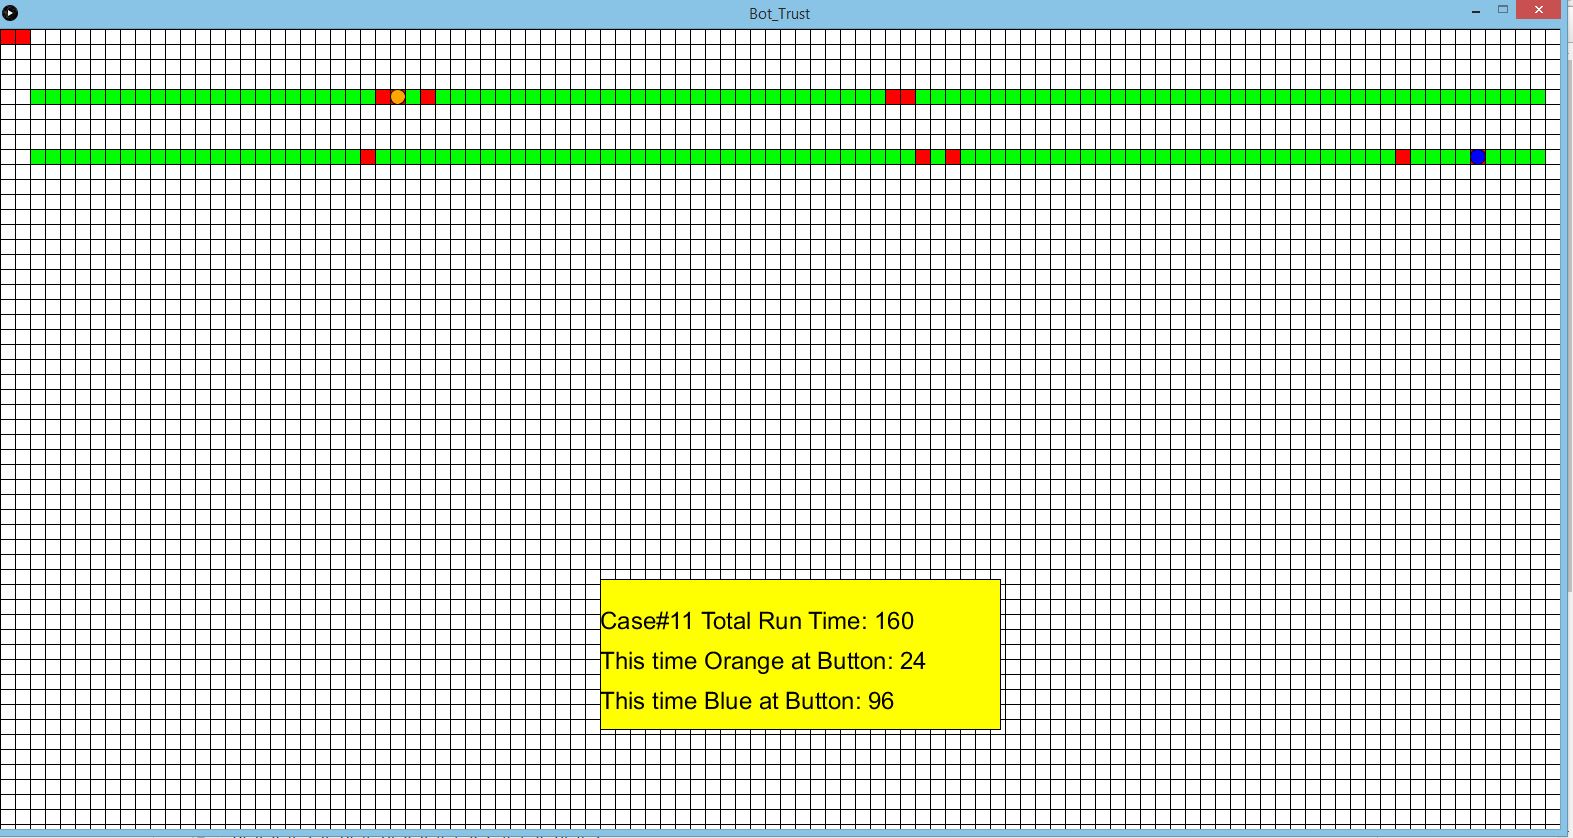 Bot_Trust
Case#11 Total Run Time: 160
This time Orange at Button: 24
This time Blue at Button: 96